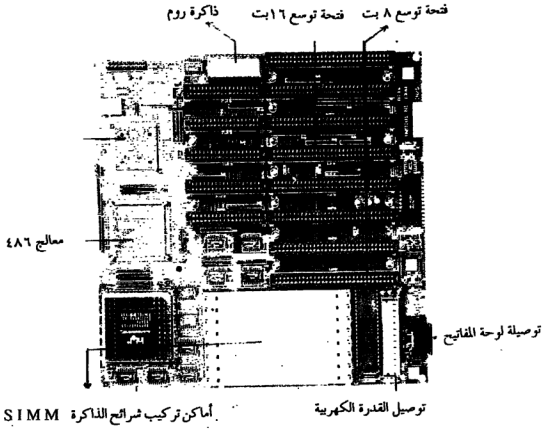 فتحة توسع ٨ بت
فتحة توسع ١٦بت
ذاكرة روم
معالج ٤٨٦
توصيلة لوحة المفاتيح
توصيل القدرة الكهربية
أماكن تركيب شرائح الذاكرة SIMM